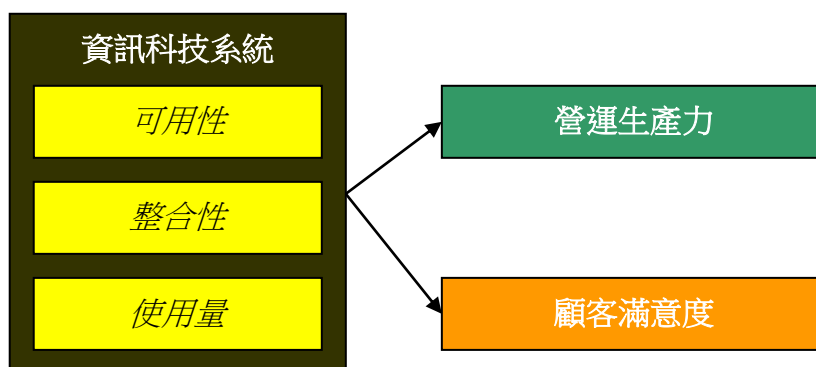 資訊科技系統
可用性
整合性
使用量
營運生產力
顧客滿意度